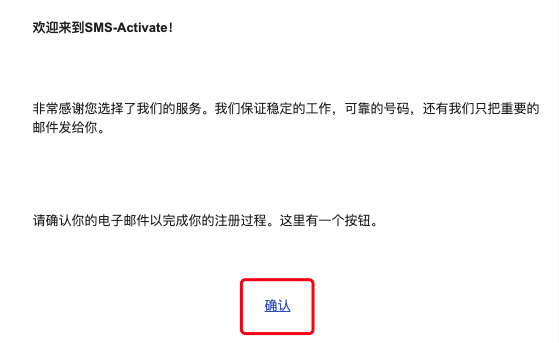 欢迎来到SMS-Activate！
非常感谢您选择了我们的服务。我们保证稳定的工作，可靠的号码，还有我们只把重要的
邮件发给你。
请确认你的电子邮件以完成你的注册过程。这里有一个按钮。
确认